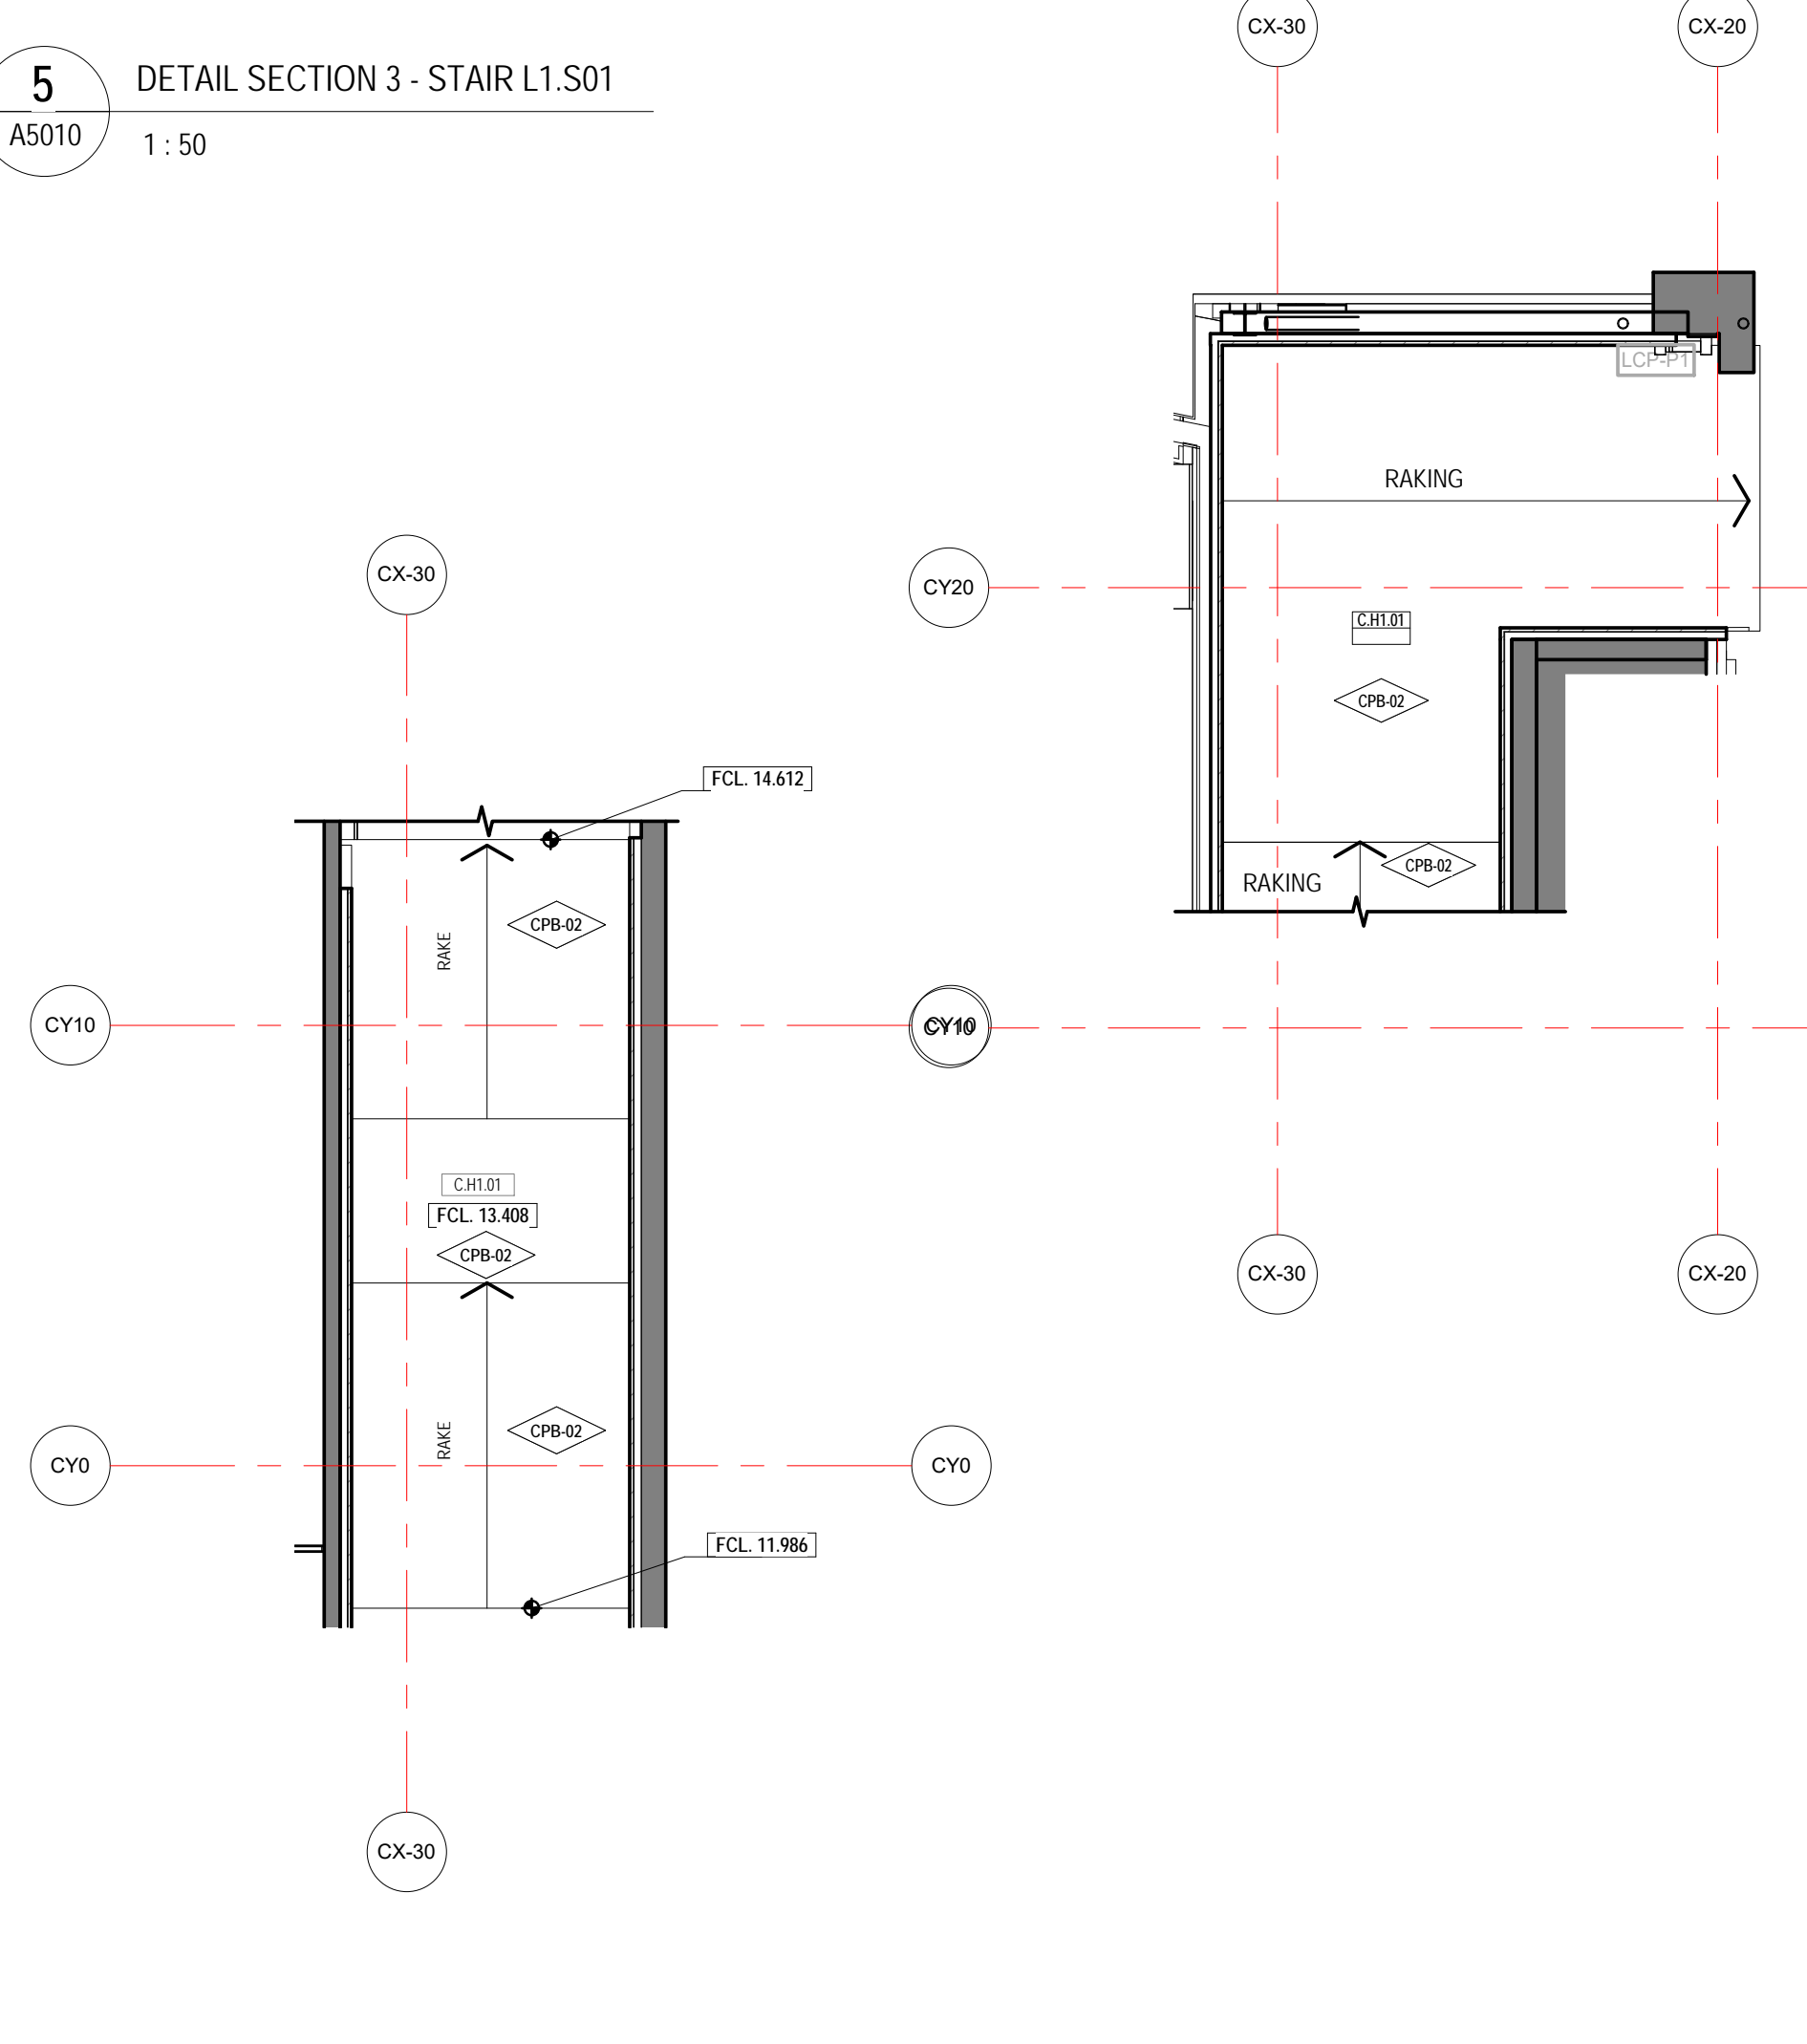 5
A5010
DETAIL SECTION 3 - STAIR L1.S01
1 : 50
CX-30
CX-20
LCP-P1
RAKING
CY20
C.H1.01
CPB-02
CPB-02
RAKING
CX-30
FCL. 14.612
CPB-02
RAKE
CY10
CY10
CY10
C.H1.01
FCL. 13.408
CPB-02
CX-30
CX-20
RAKE
CPB-02
CY0
CY0
FCL. 11.986
CX-30